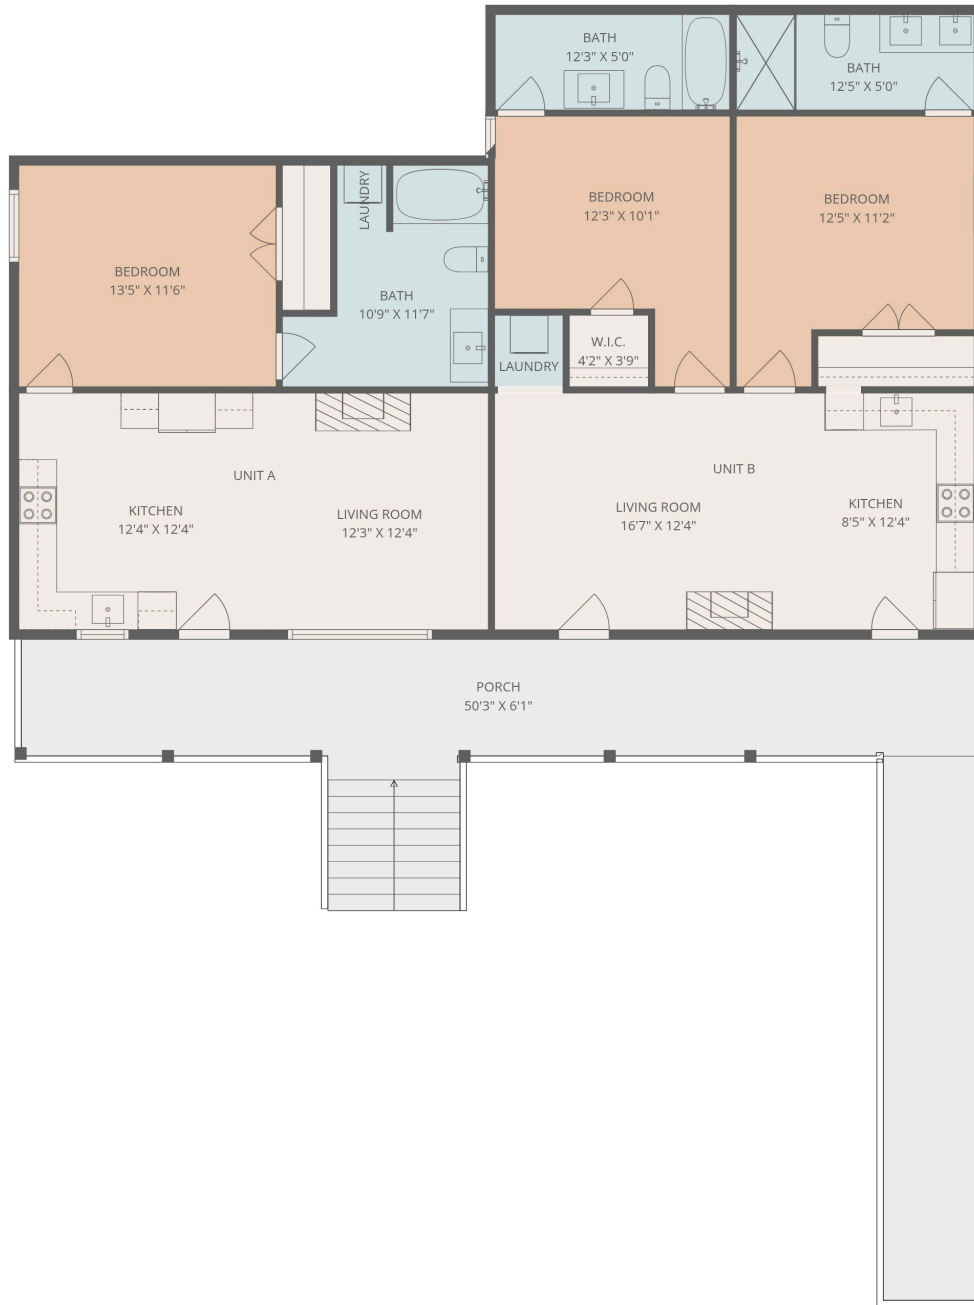 BATH
12'3" X 5'0"
BATH
12'5" X 5'0"
BEDROOM
12'3" X 10'1"
BEDROOM
12'5" X 11'2"
LAUNDRY
BEDROOM
13'5" X 11'6"
BATH
10'9" X 11'7"
W.I.C.
4'2" X 3'9"
LAUNDRY
UNIT A
UNIT B
KITCHEN
12'4" X 12'4"
LIVING ROOM
12'3" X 12'4"
LIVING ROOM
16'7" X 12'4"
KITCHEN
8'5" X 12'4"
PORCH
50'3" X 6'1"